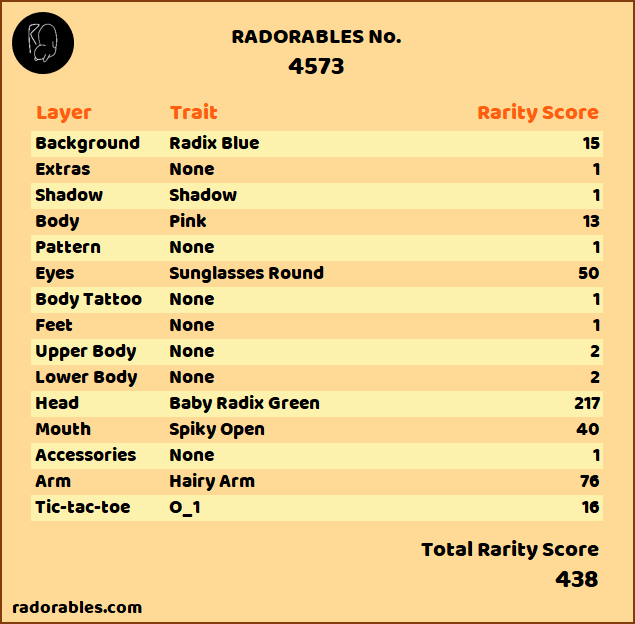 RADORABLES No.
4573
Layer Trait Rarity Score
Background Radix Blue 15
Extras None 1
Shadow Shadow 1
Body Pink 13
Pattern None 1
Eyes Sunglasses Round 50
Body Tattoo None 1
Feet None 1
Upper Body None 2
Lower Body None 2
Head Baby Radix Green 217
Mouth Spiky Open 40
Accessories None 1
Arm Hairy Arm 76
Tic-tac-toe O_1 16
Total Rarity Score
438
radorables.com